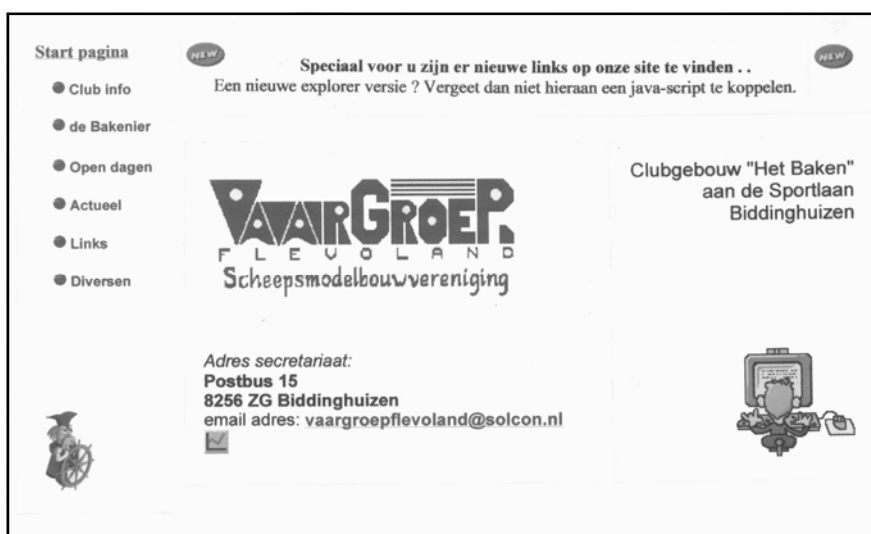 Start pagina
Club info
de Bakenier
Open dagen
Actueel
Links
Diversen
NEW
NEW
Speciaal voor u zijn er nieuwe links op onze site te vinden . .
Een nieuwe explorer versie ? Vergeet dan niet hieraan een java-script te koppelen.
VAARGROEP.
FLEVOLAND
Scheepsmodelbouwvereniging
Clubgebouw "Het Baken"
aan de Sportlaan
Biddinghuizen
Adres secretariaat:
Postbus 15
8256 ZG Biddinghuizen
email adres: vaargroepflevoland@solcon.nl